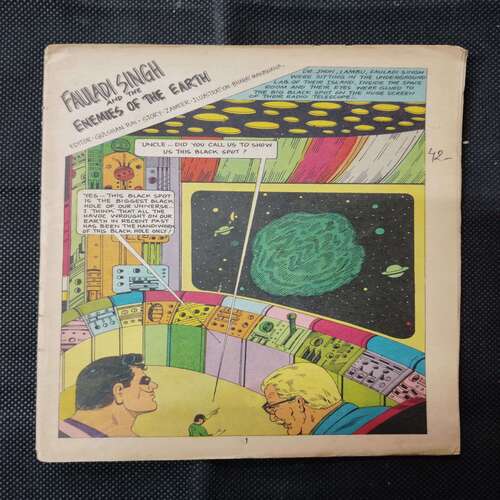 FAULADI SINGH
AND THE
ENEMIES OF THE EARTH
EDITOR - GULSHAN RAI - STORY - ZAMEER - ILLUSTRATION BHARAT MAKWANA.
DR. JHON, LAMBU, FAULADI SINGH
WERE SITTING IN THE UNDERGROUND
LAB OF THEIR ISLAND, INSIDE THE SPACE
ROOM AND THEIR EYES WERE GLUED TO
THE BIG BLACK SPOT ON THE HUGE SCREEN
OF THEIR RADIO TELESCOPE.
UNCLE -- DID YOU CALL US TO SHOW
US THIS BLACK SPOT ?
42-
YES -- THIS BLACK SPOT
IS THE BIGGEST BLACK
HOLE OF OUR UNIVERSE.
I THINK THAT ALL THE
HAVOC WROUGHT ON OUR
EARTH IN RECENT PAST
HAS BEEN THE HANDIWORK
OF THIS BLACK HOLE ONLY !
1